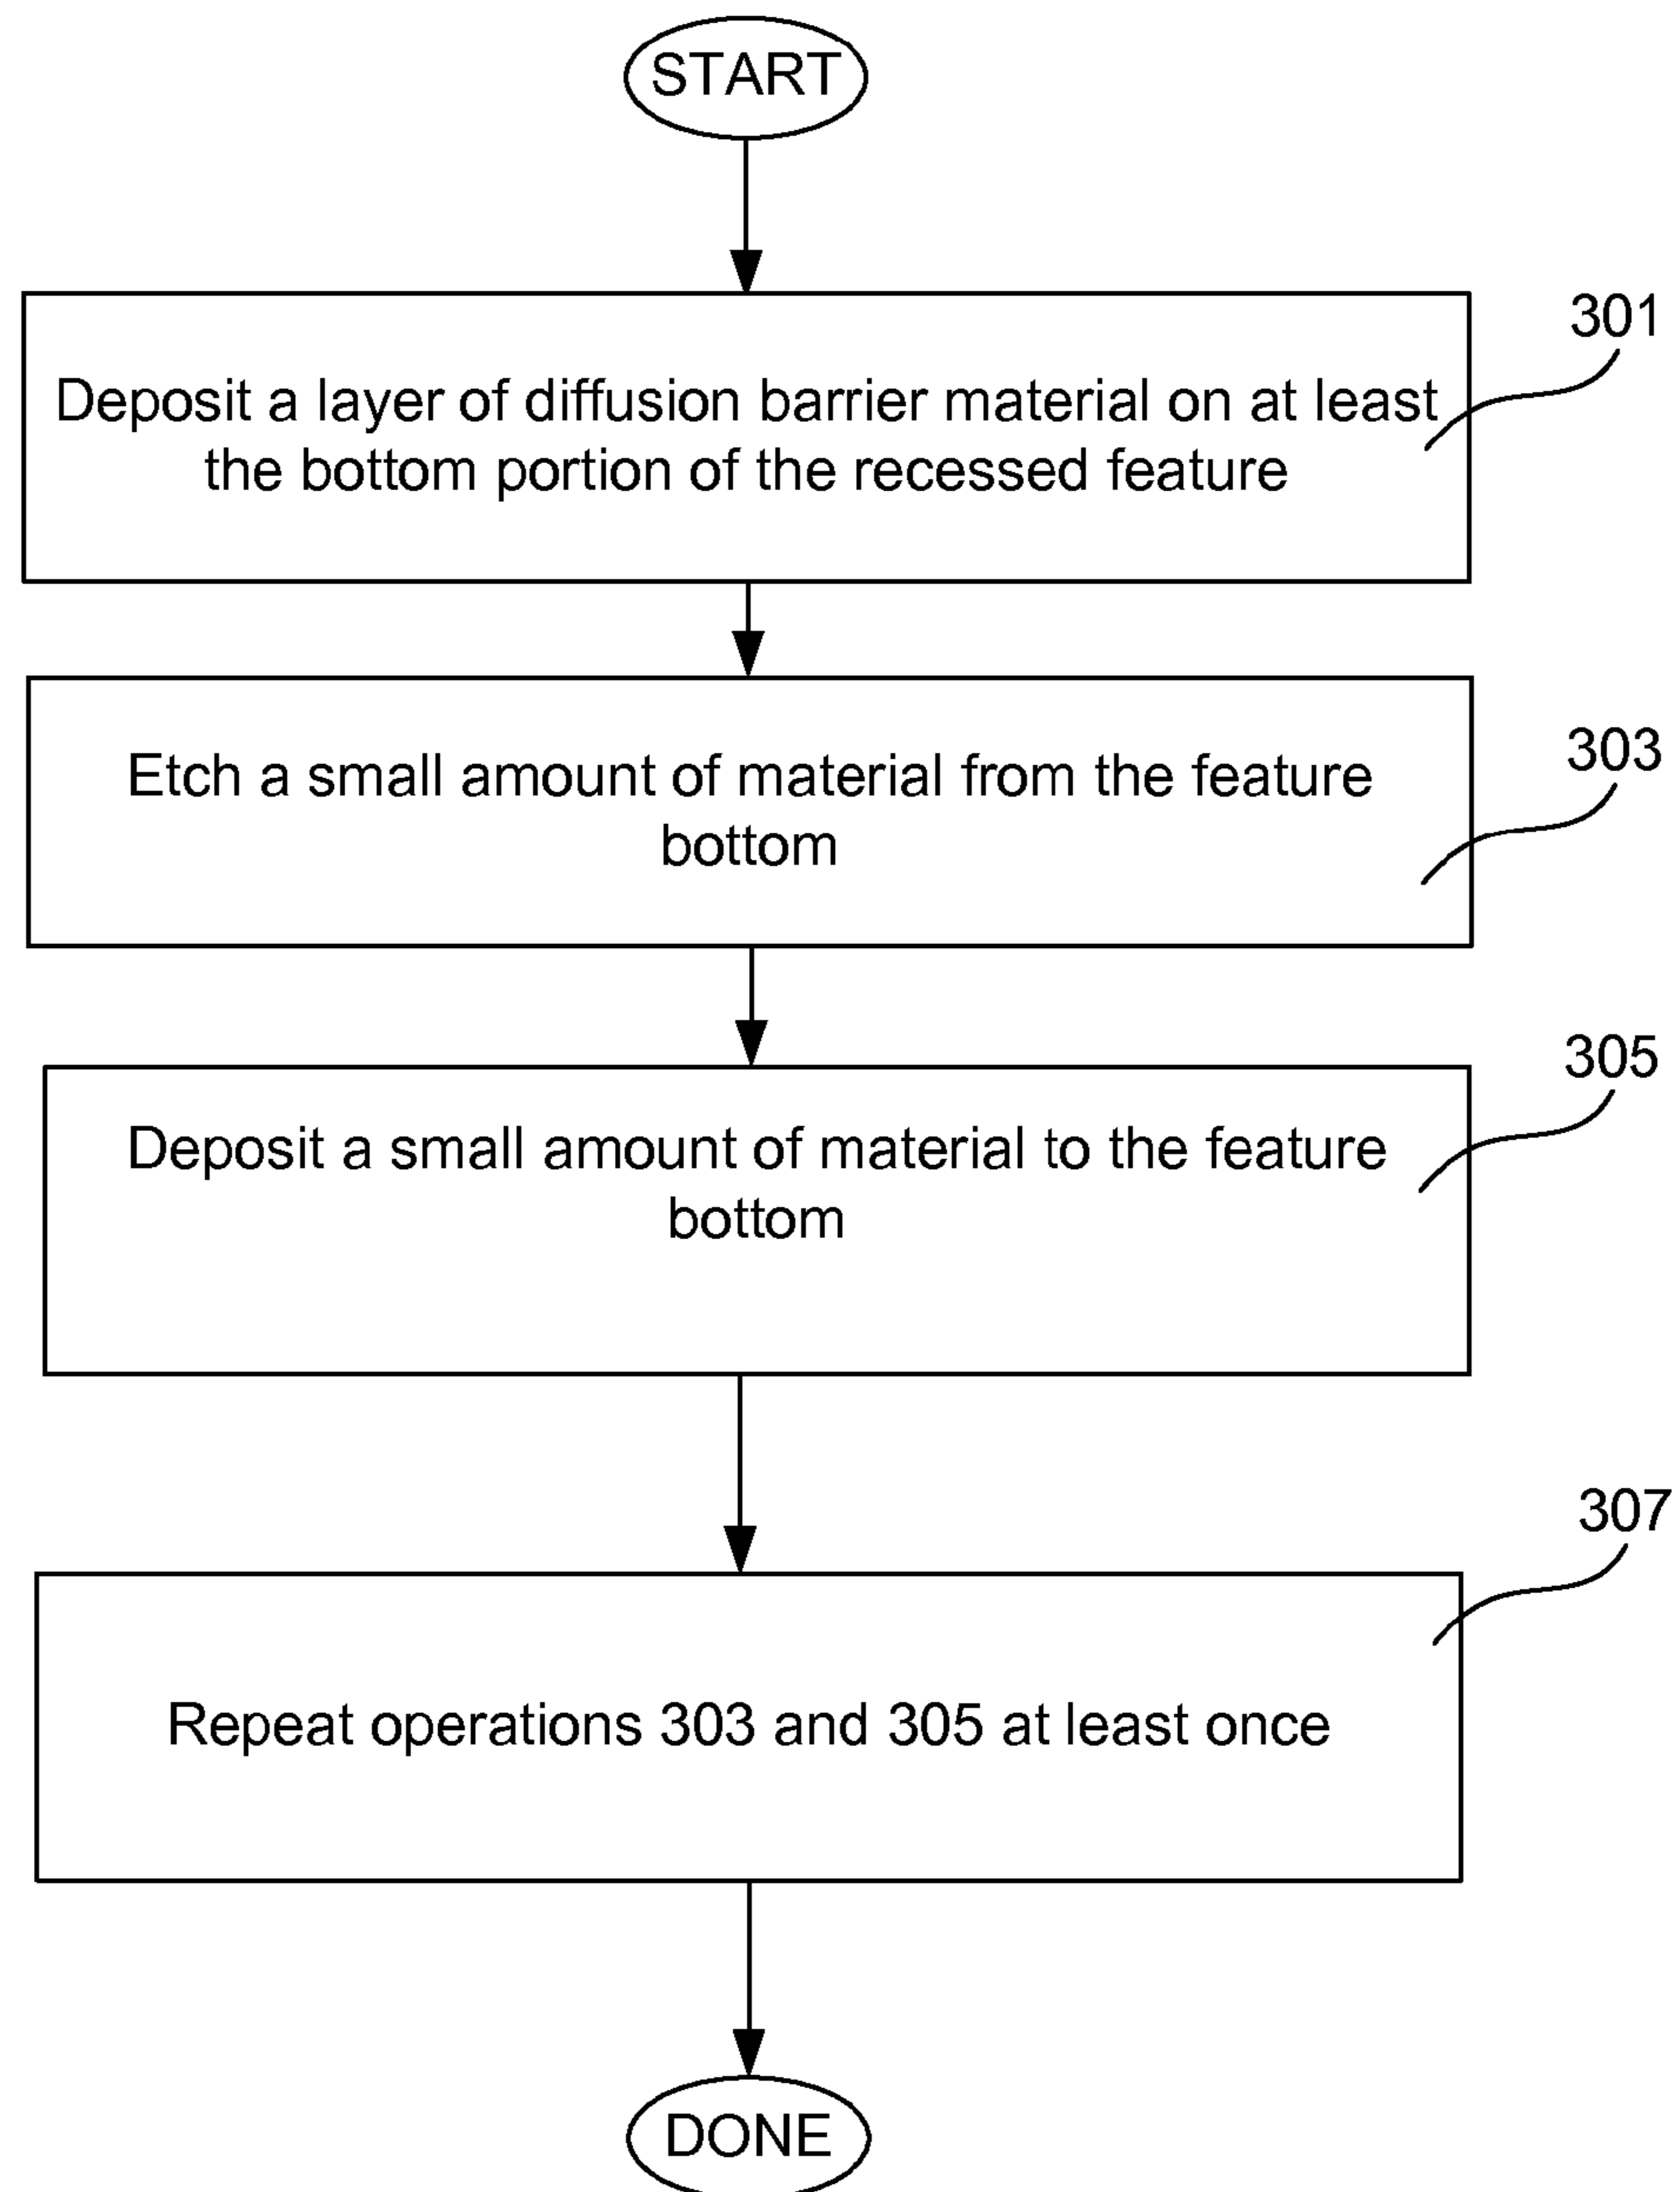 START
301
Deposit a layer of diffusion barrier material on at least
the bottom portion of the recessed feature
303
Etch a small amount of material from the feature
bottom
305
Deposit a small amount of material to the feature
bottom
307
Repeat operations 303 and 305 at least once
DONE